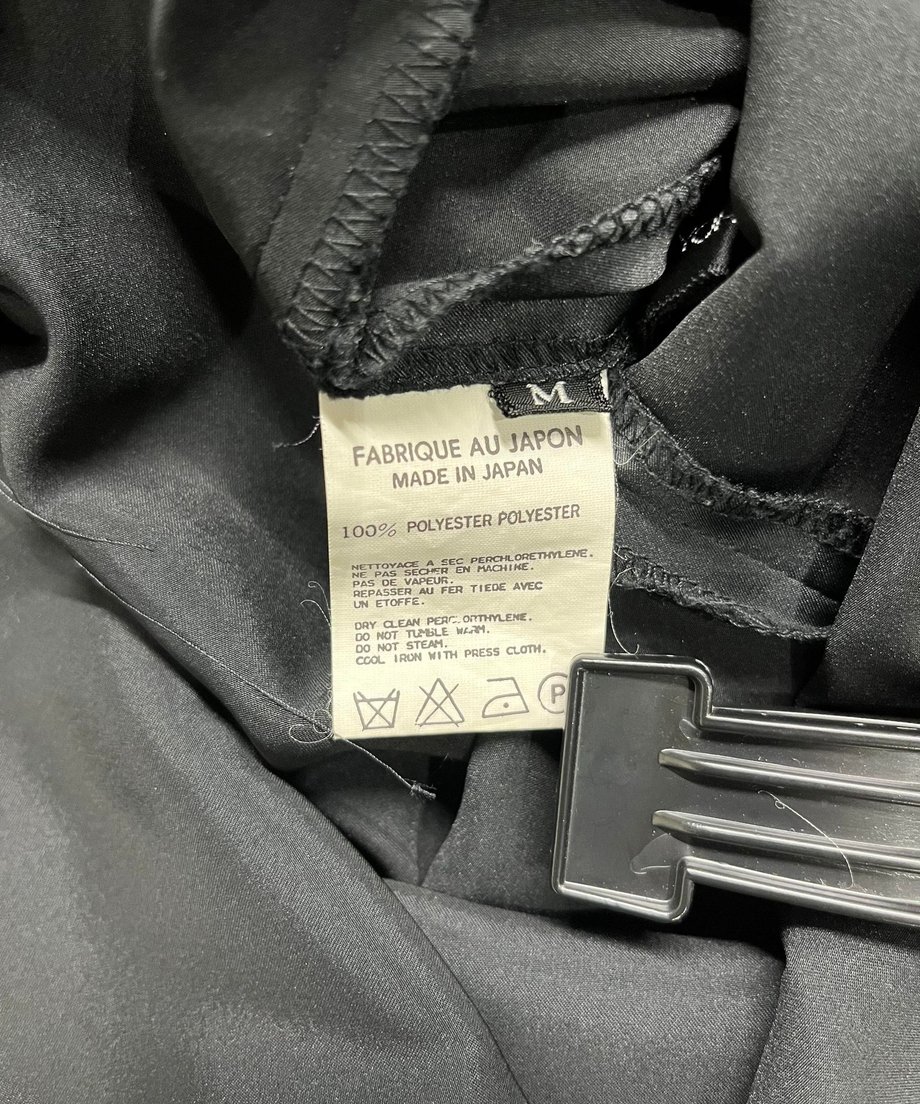 M
FABRIQUE AU JAPON
MADE IN JAPAN
100% POLYESTER POLYESTER
NETTOYAGE A SEC PERCHLORETHYLENE.
NE PAS SECHER EN MACHINE.
PAS DE VAPEUR.
REPASSER AU FER TIEDE AVEC
UN ETOFFE.
DRY CLEAN PERC.ORTHYLENE.
DO NOT TUMBLE WARM.
DO NOT STEAM.
COOL IRON WITH PRESS CLOTH.
P